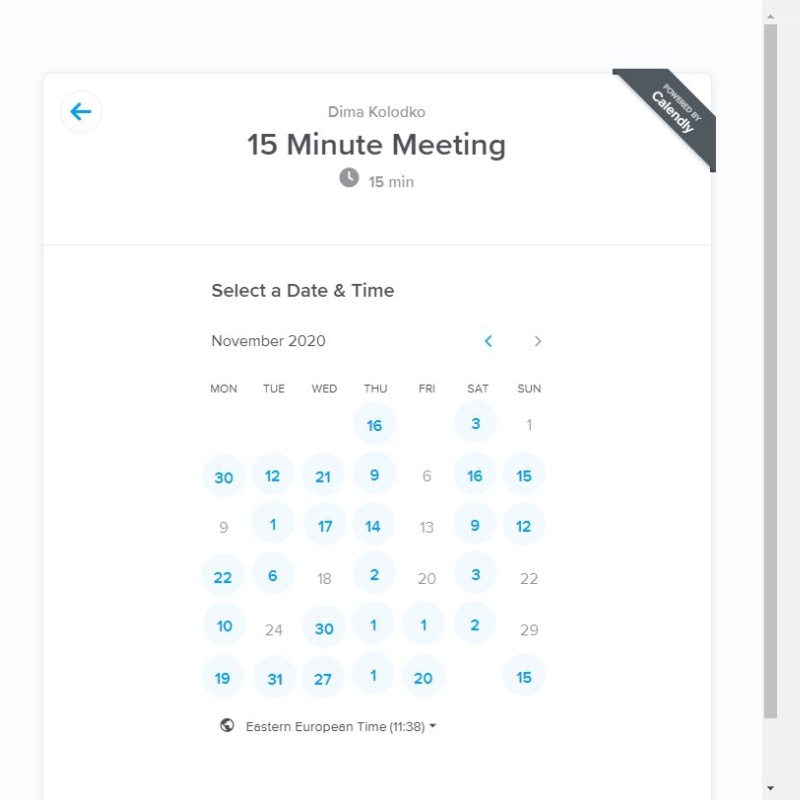 Dima Kolodko
POWERED BY
Calendly
15 Minute Meeting
15 min
Select a Date & Time
November 2020
MON TUE WED THU FRI SAT SUN
16 3 1
30 12 21 9 6 16 15
9 1 17 14 13 9 12
22 6 18 2 20 3 22
10 24 30 1 1 2 29
19 31 27 1 20 15
Eastern European Time (11:38)